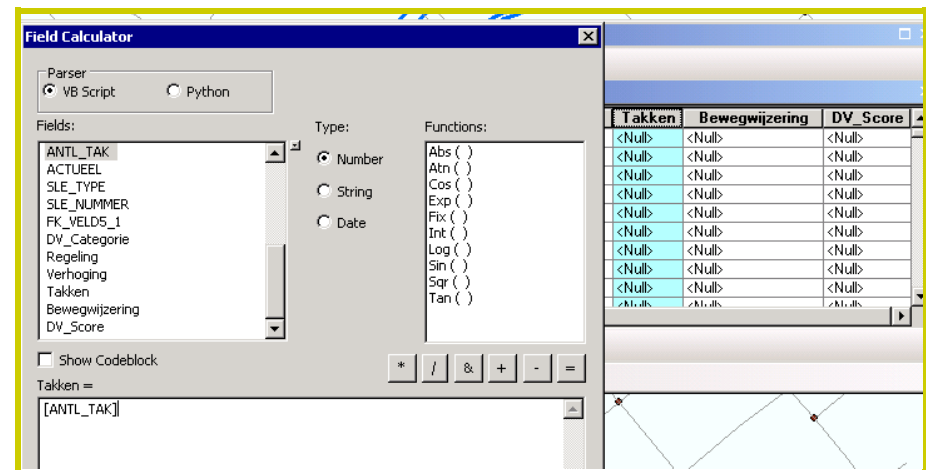 Field Calculator
Parser
VB Script Python
Fields: Type: Functions:
ANTL_TAK
ACTUEEL
SLE_TYPE
SLE_NUMMER
FK_VELD5_1
DV_Categorie
Regeling
Verhoging
Takken
Bewegwijzering
DV_Score
Number
String
Date
Abs ( )
Atn ( )
Cos ( )
Exp ( )
Fix ( )
Int ( )
Log ( )
Sin ( )
Sqr ( )
Tan ( )
Show Codeblock
* / & + - =
Takken =
[ANTL_TAK]
Takken Bewegwijzering DV_Score
<Null> <Null> <Null>
<Null> <Null> <Null>
<Null> <Null> <Null>
<Null> <Null> <Null>
<Null> <Null> <Null>
<Null> <Null> <Null>
<Null> <Null> <Null>
<Null> <Null> <Null>
<Null> <Null> <Null>
<Null> <Null> <Null>